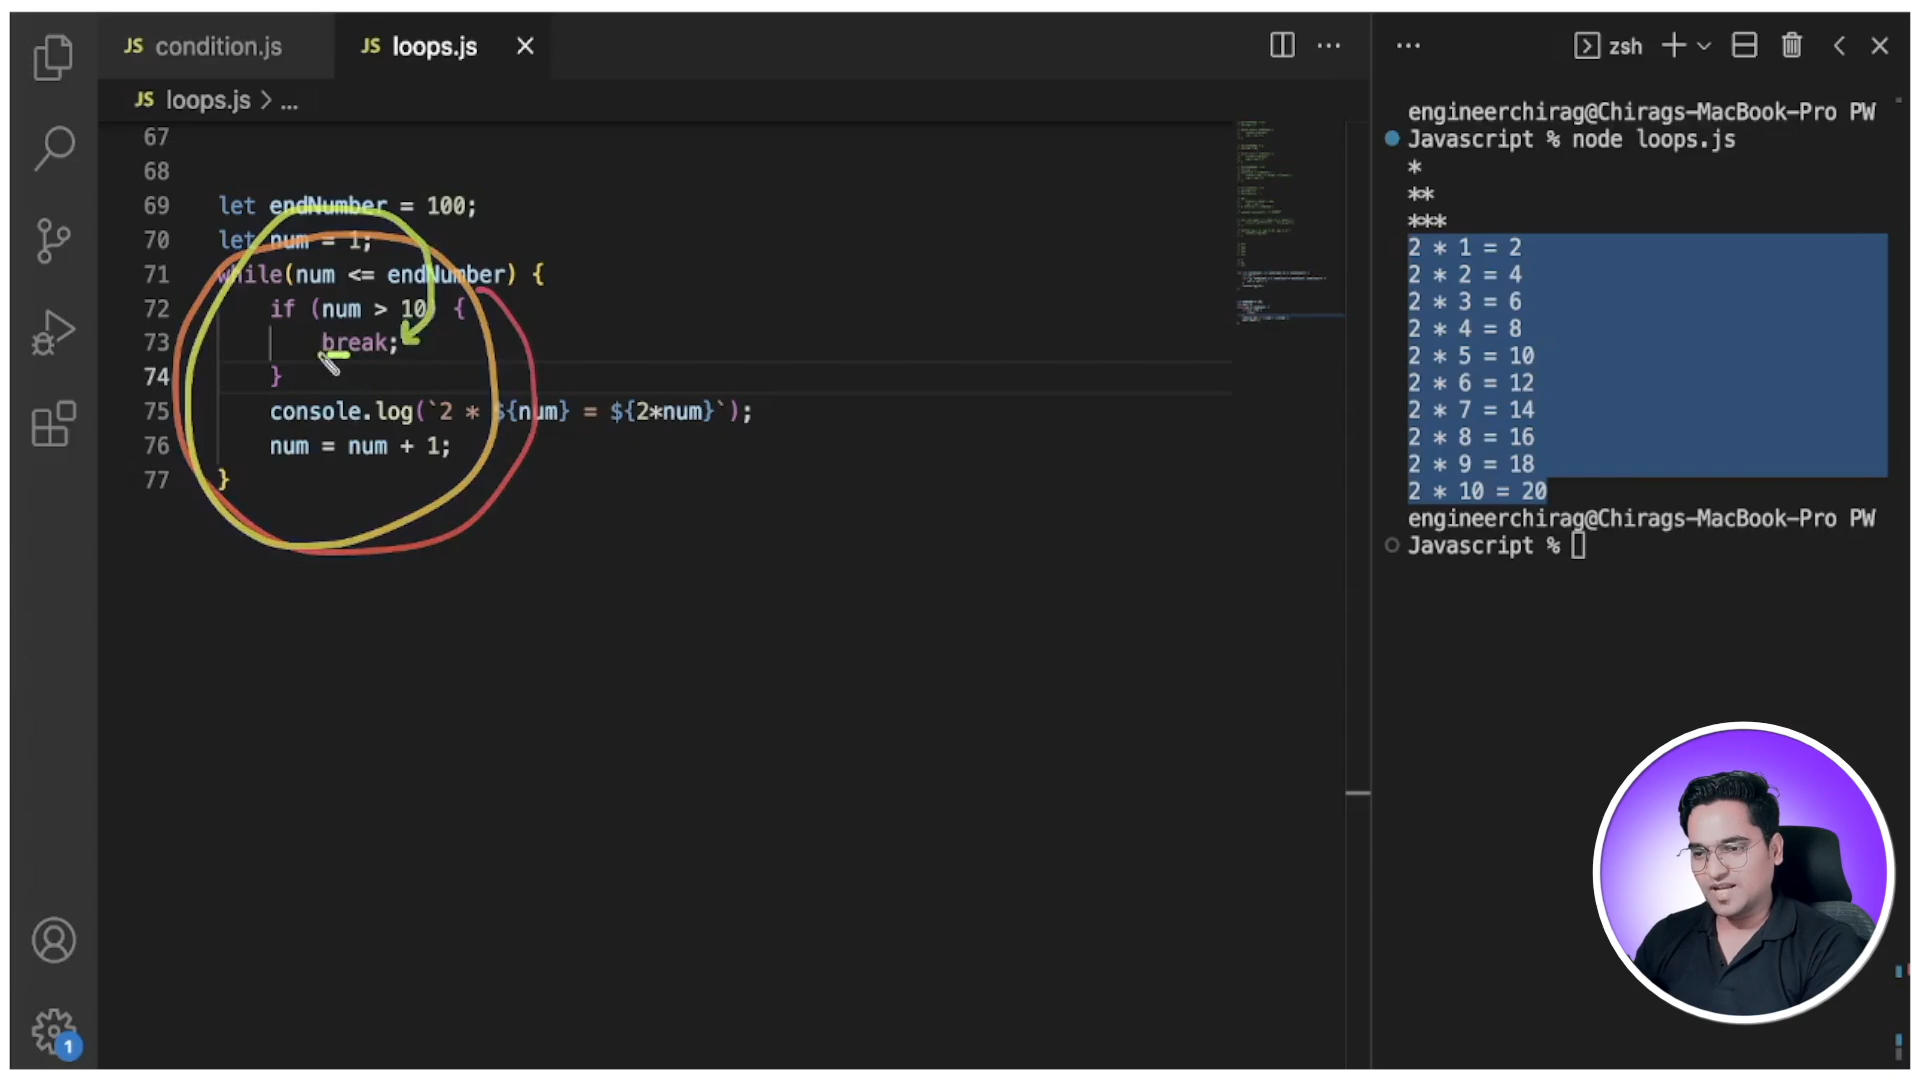 JS condition.js
JS loops.js
zsh
JS loops.js > ...
67
68
69 let endNumber = 100;
70 let num = 1;
71 while(num <= endNumber) {
72 if (num > 10) {
73 break;
74 }
75 console.log(`2 * ${num} = ${2*num}`);
76 num = num + 1;
77 }
1
engineerchirag@Chirags-MacBook-Pro PW
Javascript % node loops.js
*
**
***
2 * 1 = 2
2 * 2 = 4
2 * 3 = 6
2 * 4 = 8
2 * 5 = 10
2 * 6 = 12
2 * 7 = 14
2 * 8 = 16
2 * 9 = 18
2 * 10 = 20
engineerchirag@Chirags-MacBook-Pro PW
Javascript %